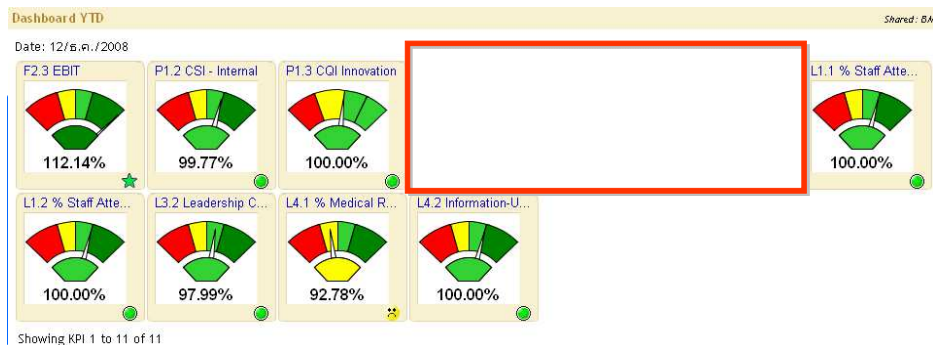 Dashboard YTD Shared: BM
Date: 12/ธ.ค./2008
F2.3 EBIT P1.2 CSI - Internal P1.3 CQI Innovation L1.1 % Staff Atte...
112.14% 99.77% 100.00% 100.00%
L1.2 % Staff Atte... L3.2 Leadership C... L4.1 % Medical R... L4.2 Information-U...
100.00% 97.99% 92.78% 100.00%
Showing KPI 1 to 11 of 11